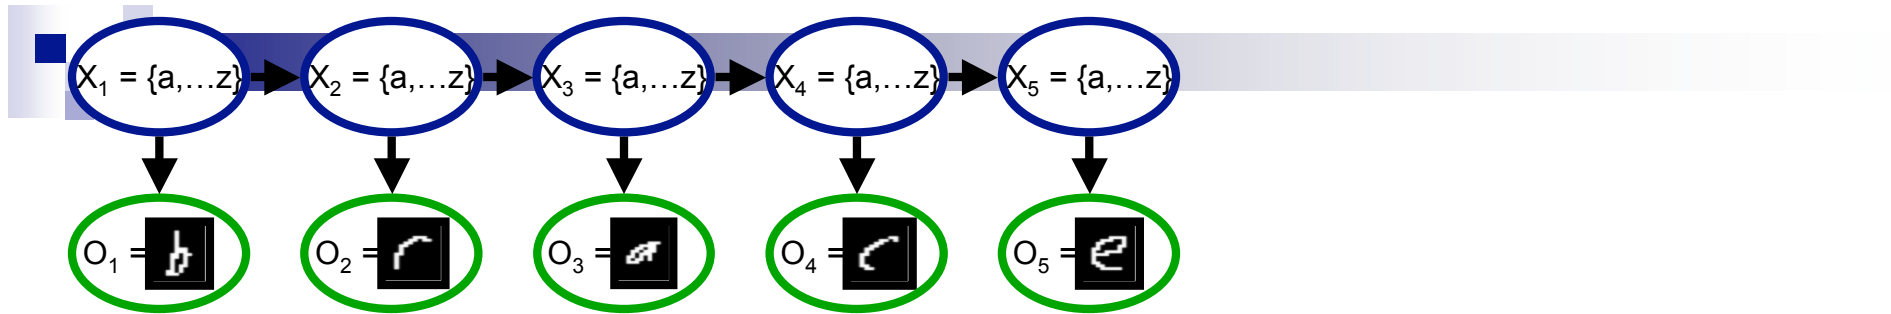 X₁ = {a,…z} X₂ = {a,…z} X₃ = {a,…z} X₄ = {a,…z} X₅ = {a,…z}
O₁ = b O₂ = r O₃ = a O₄ = c O₅ = e